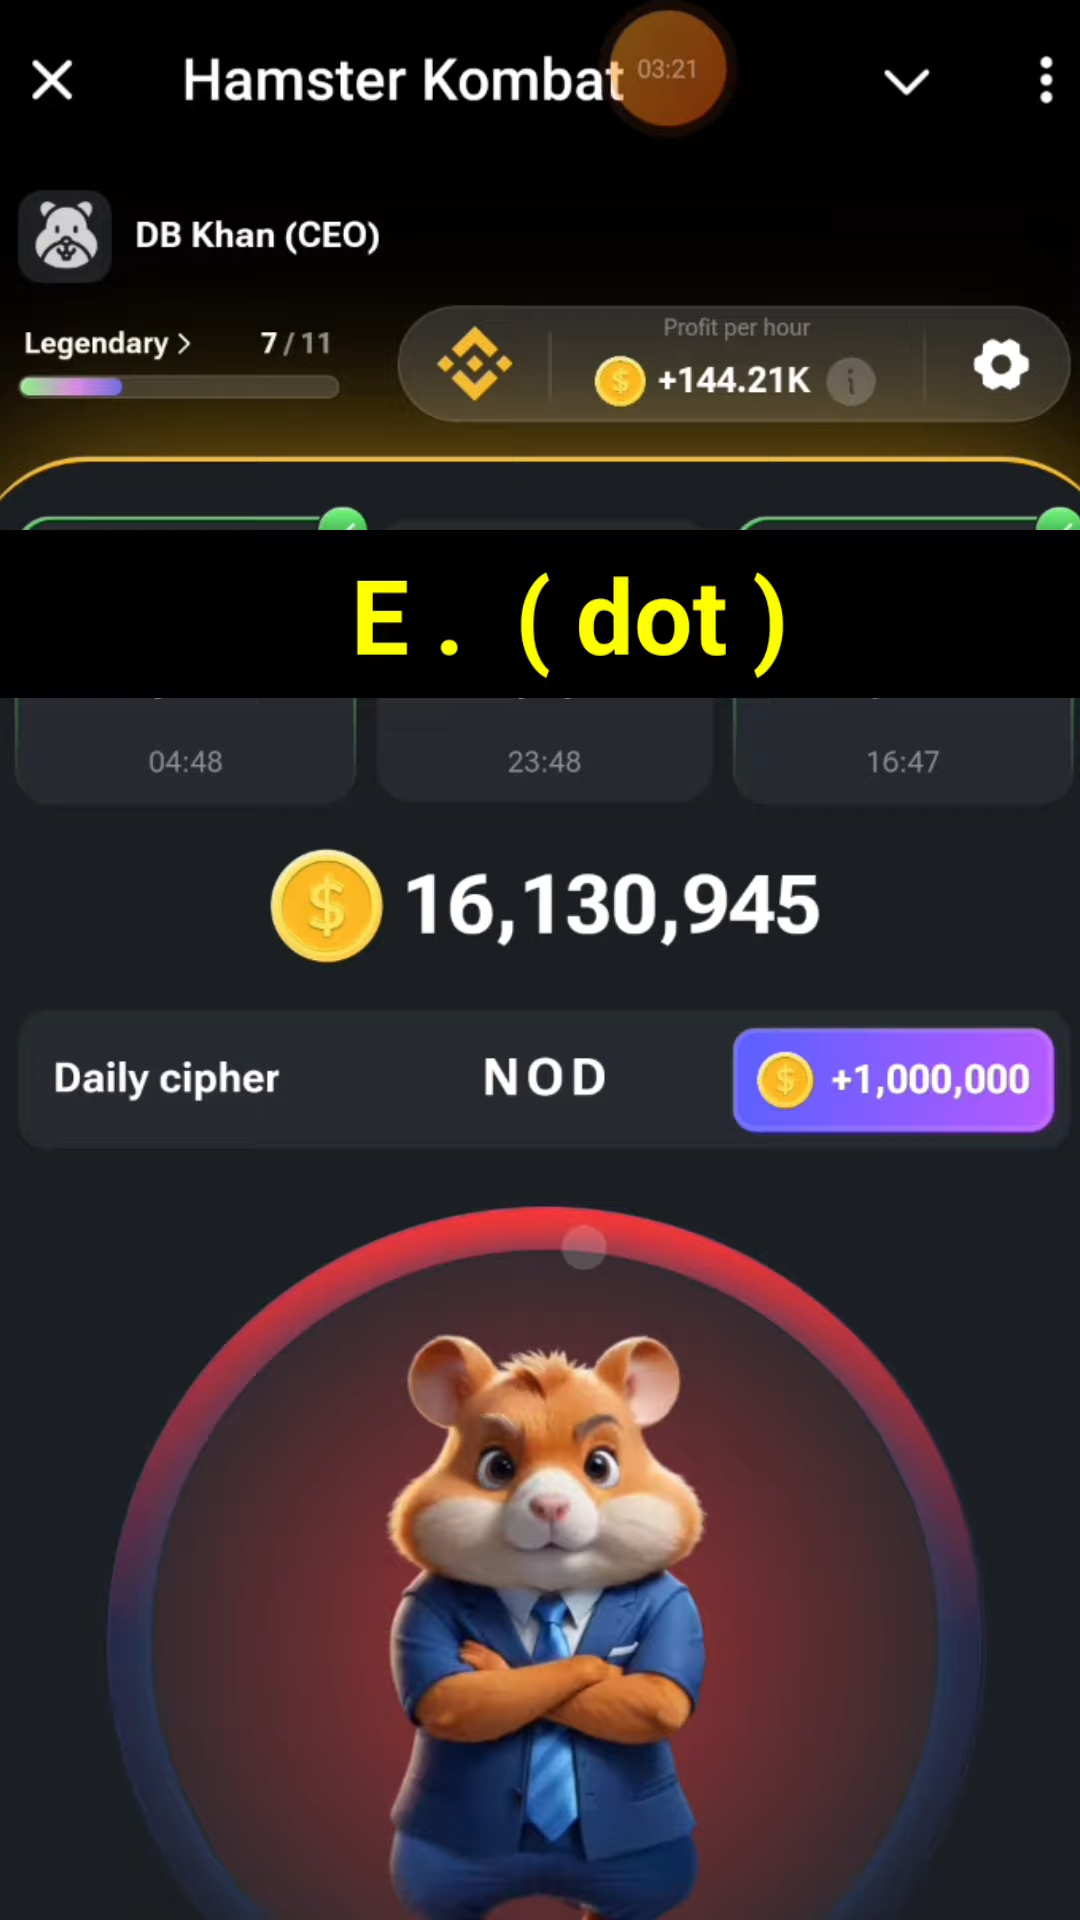 Hamster Kombat
03:21
DB Khan (CEO)
Legendary >
7 / 11
Profit per hour
+144.21K
E . ( dot )
04:48
23:48
16:47
16,130,945
Daily cipher
NOD
+1,000,000